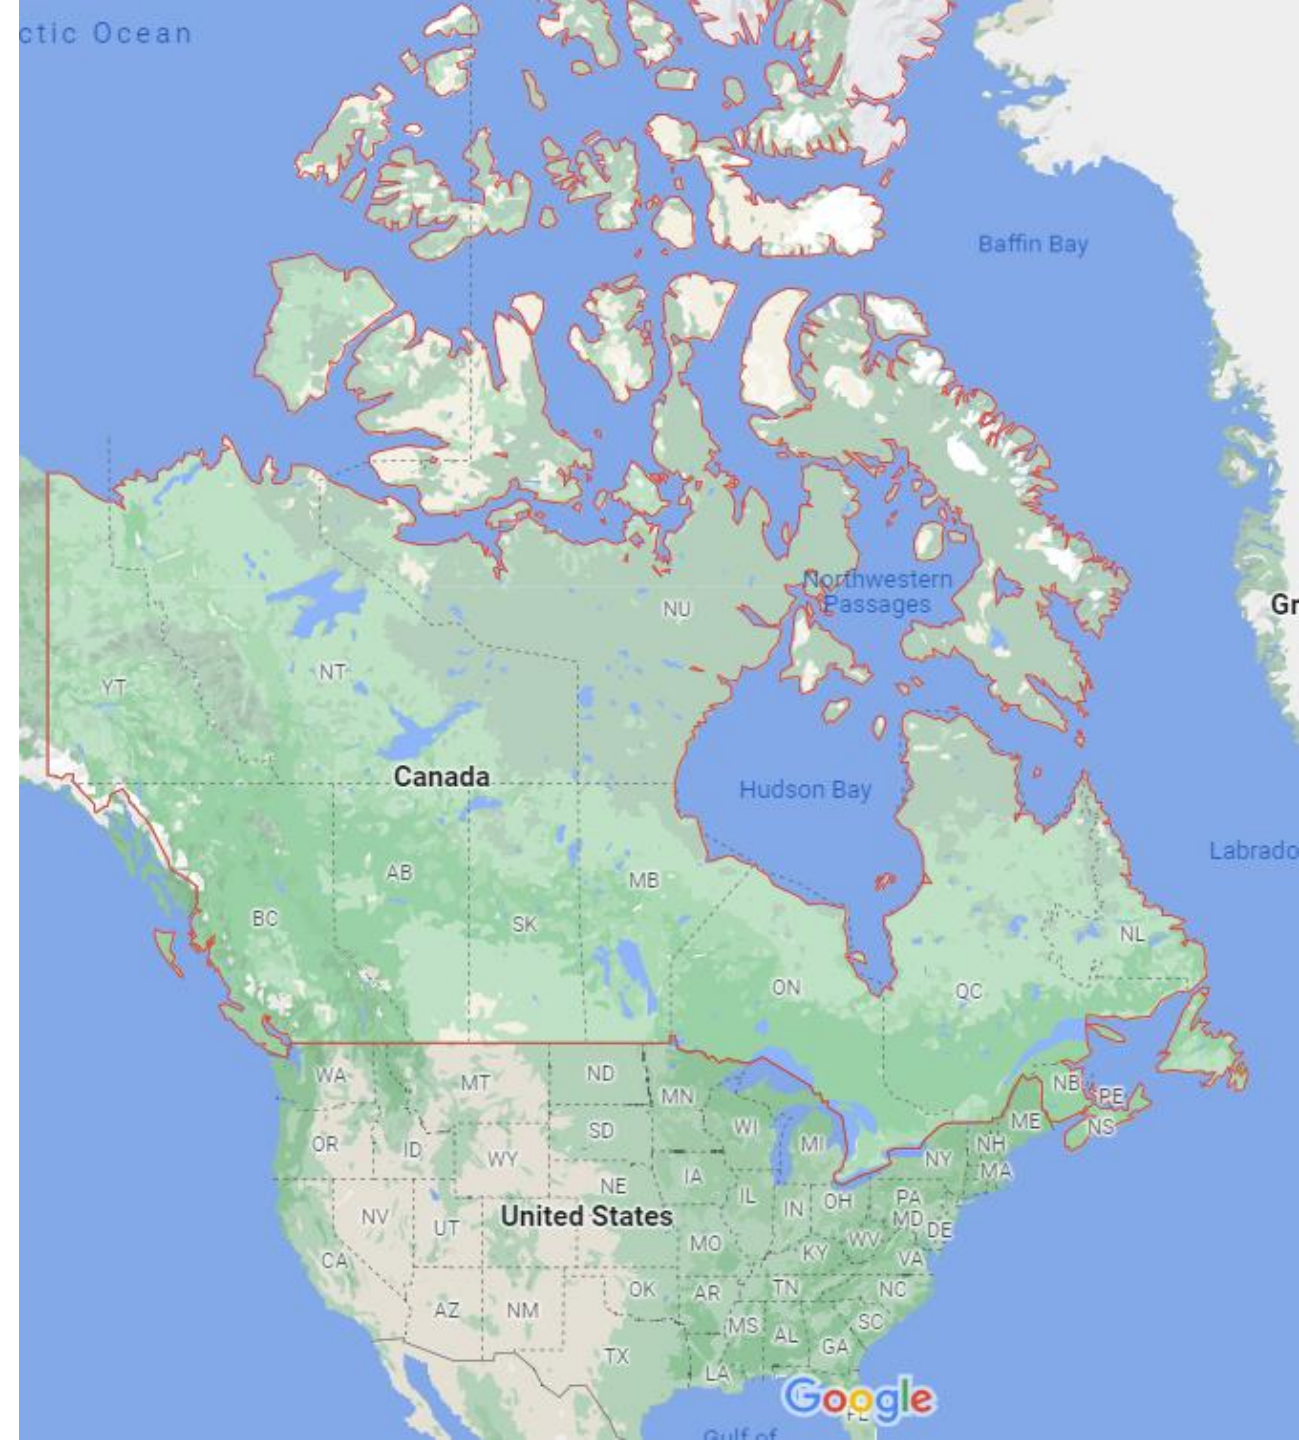 ctic Ocean
Baffin Bay
Northwestern
Passages
Gr
NU
NT
YT
Canada
Hudson Bay
Labrado
AB
MB
BC
SK
NL
ON
QC
WA
MT
ND
MN
NB
PE
ME
NS
OR
ID
SD
WI
MI
NH
NY
MA
WY
NE
IA
IL
IN
OH
PA
NV
UT
United States
MD
DE
CA
MO
KY
WV
VA
AZ
NM
OK
AR
TN
NC
MS
AL
SC
GA
TX
LA
Google
FL
Gulf of